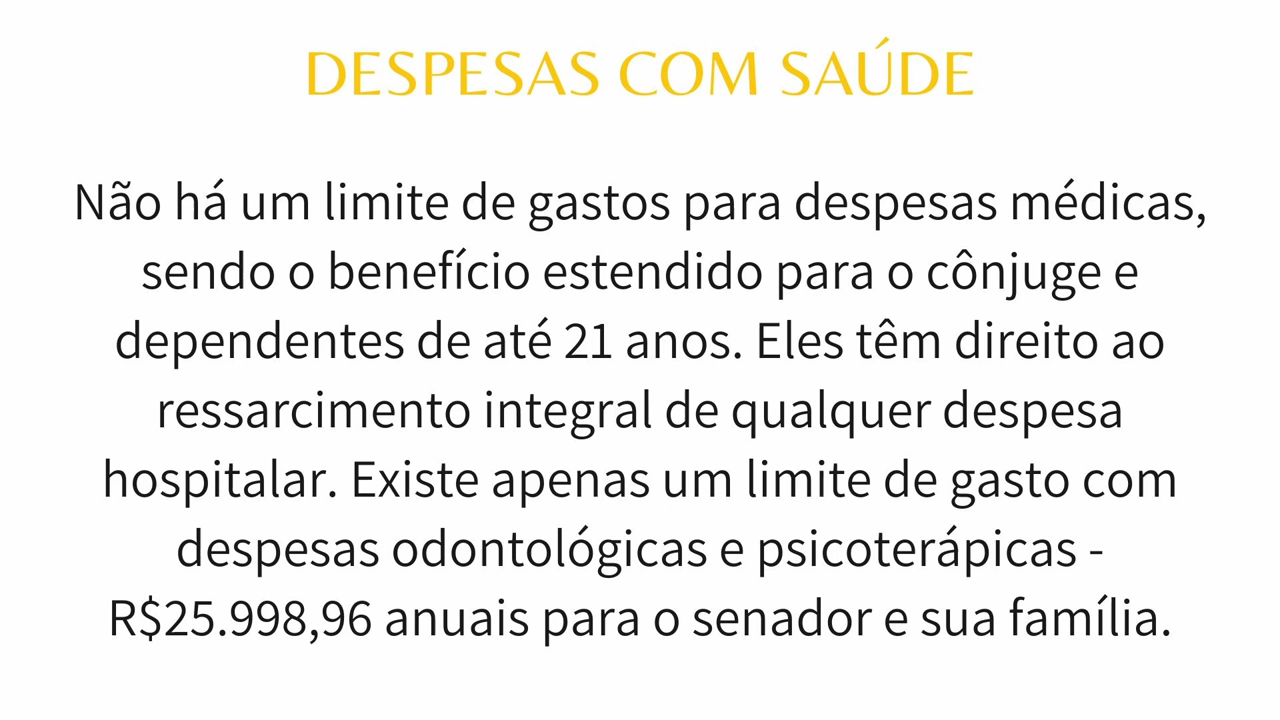 DESPESAS COM SAÚDE
Não há um limite de gastos para despesas médicas,
sendo o benefício estendido para o cônjuge e
dependentes de até 21 anos. Eles têm direito ao
ressarcimento integral de qualquer despesa
hospitalar. Existe apenas um limite de gasto com
despesas odontológicas e psicoterápicas -
R$25.998,96 anuais para o senador e sua família.